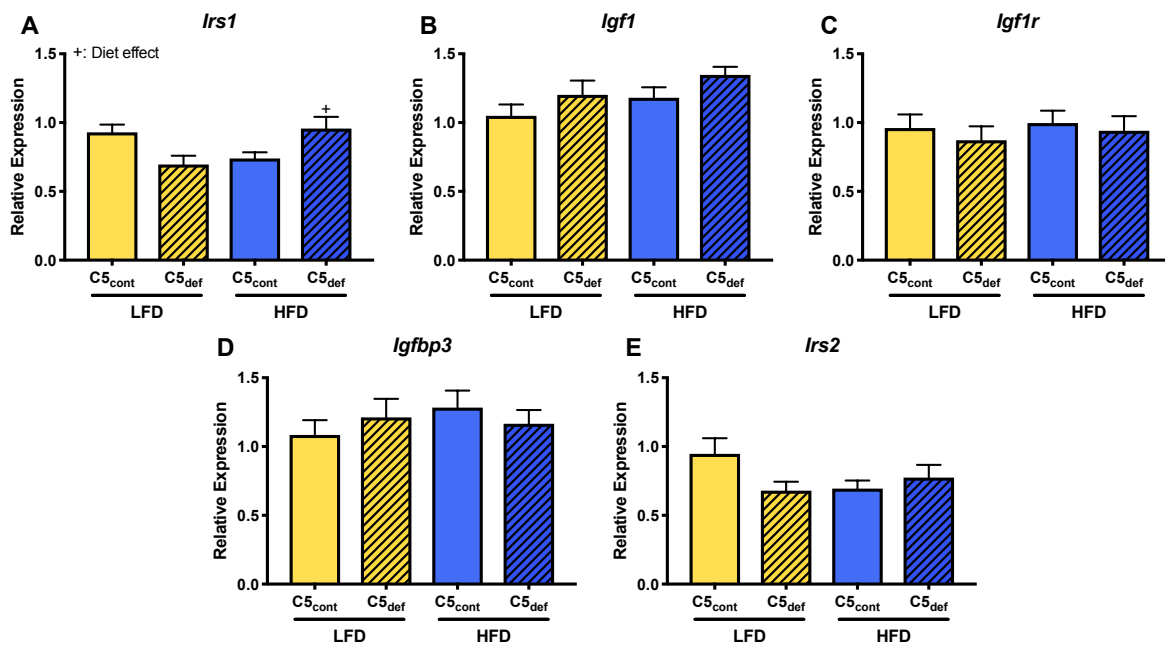 A
Irs1
+: Diet effect
Relative Expression
1.5
1.0
0.5
0.0
+
C5cont C5def C5cont C5def
LFD HFD
B
Igf1
Relative Expression
1.5
1.0
0.5
0.0
C5cont C5def C5cont C5def
LFD HFD
C
Igf1r
Relative Expression
1.5
1.0
0.5
0.0
C5cont C5def C5cont C5def
LFD HFD
D
Igfbp3
Relative Expression
1.5
1.0
0.5
0.0
C5cont C5def C5cont C5def
LFD HFD
E
Irs2
Relative Expression
1.5
1.0
0.5
0.0
C5cont C5def C5cont C5def
LFD HFD